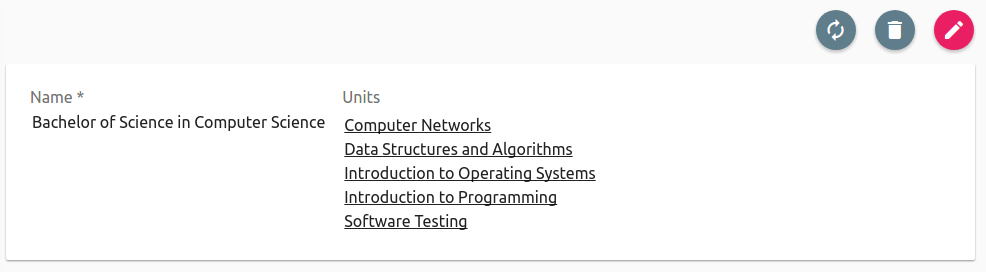 Name *
Bachelor of Science in Computer Science
Units
Computer Networks
Data Structures and Algorithms
Introduction to Operating Systems
Introduction to Programming
Software Testing